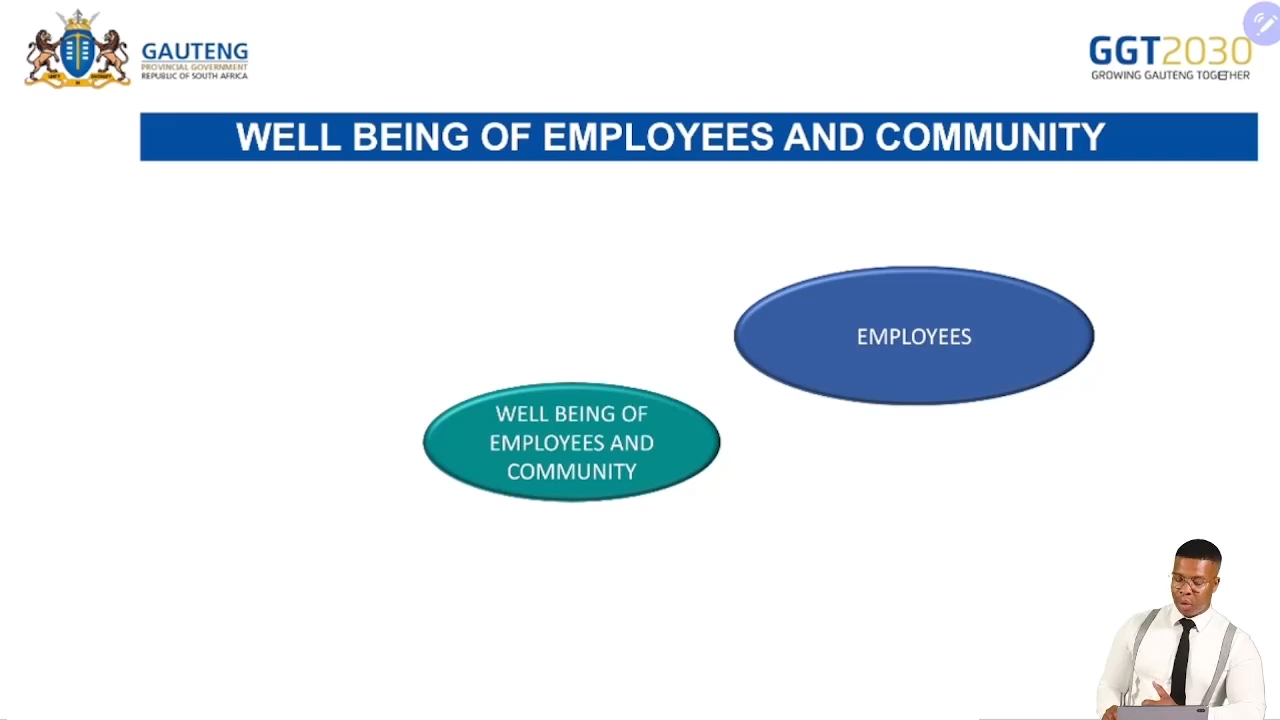 GAUTENG
PROVINCIAL GOVERNMENT
REPUBLIC OF SOUTH AFRICA
GGT2030
GROWING GAUTENG TOGETHER
WELL BEING OF EMPLOYEES AND COMMUNITY
EMPLOYEES
WELL BEING OF
EMPLOYEES AND
COMMUNITY